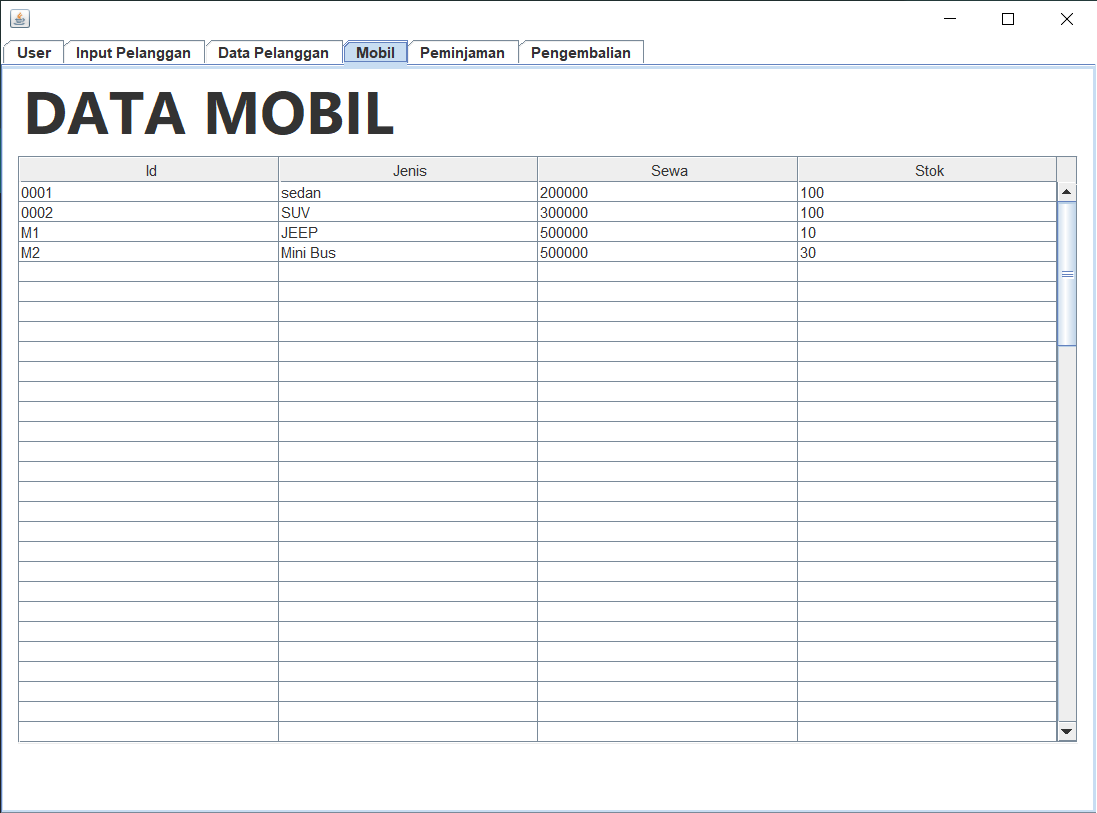 User Input Pelanggan Data Pelanggan Mobil Peminjaman Pengembalian
DATA MOBIL
Id Jenis Sewa Stok
0001 sedan 200000 100
0002 SUV 300000 100
M1 JEEP 500000 10
M2 Mini Bus 500000 30